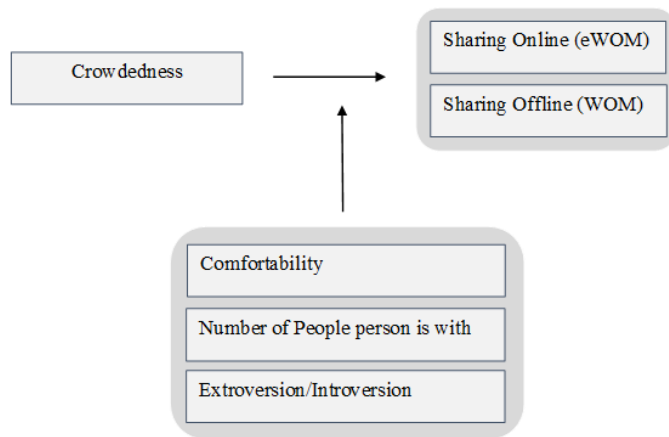 Sharing Online (eWOM)
Crowdedness
Sharing Offline (WOM)
Comfortability
Number of People person is with
Extroversion/Introversion